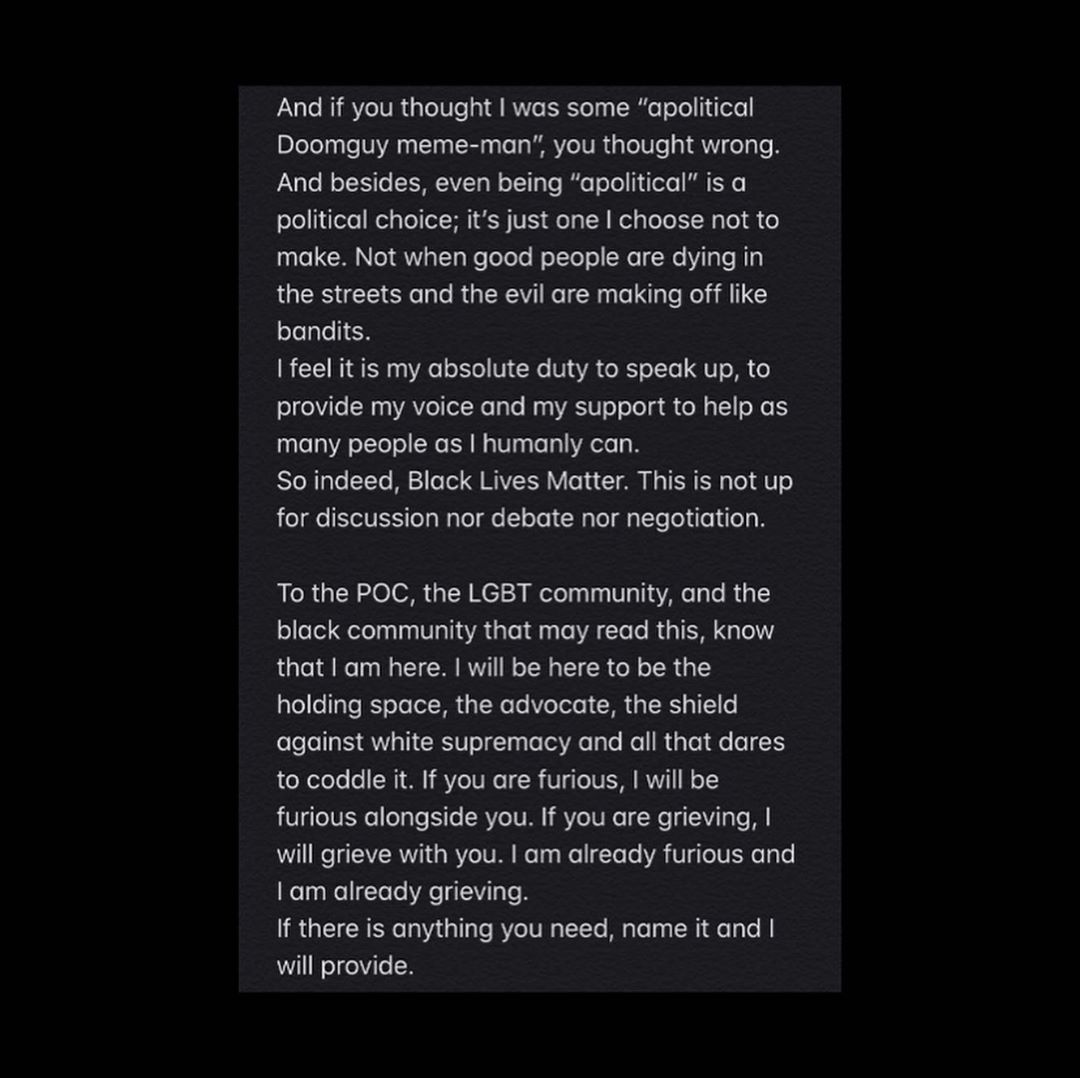 And if you thought I was some “apolitical
Doomguy meme-man”, you thought wrong.
And besides, even being “apolitical” is a
political choice; it’s just one I choose not to
make. Not when good people are dying in
the streets and the evil are making off like
bandits.
I feel it is my absolute duty to speak up, to
provide my voice and my support to help as
many people as I humanly can.
So indeed, Black Lives Matter. This is not up
for discussion nor debate nor negotiation.
To the POC, the LGBT community, and the
black community that may read this, know
that I am here. I will be here to be the
holding space, the advocate, the shield
against white supremacy and all that dares
to coddle it. If you are furious, I will be
furious alongside you. If you are grieving, I
will grieve with you. I am already furious and
I am already grieving.
If there is anything you need, name it and I
will provide.